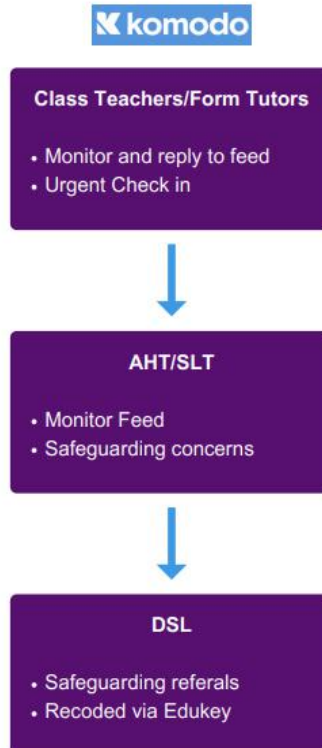 komodo
Class Teachers/Form Tutors
• Monitor and reply to feed
• Urgent Check in
AHT/SLT
• Monitor Feed
• Safeguarding concerns
DSL
• Safeguarding referals
• Recoded via Edukey